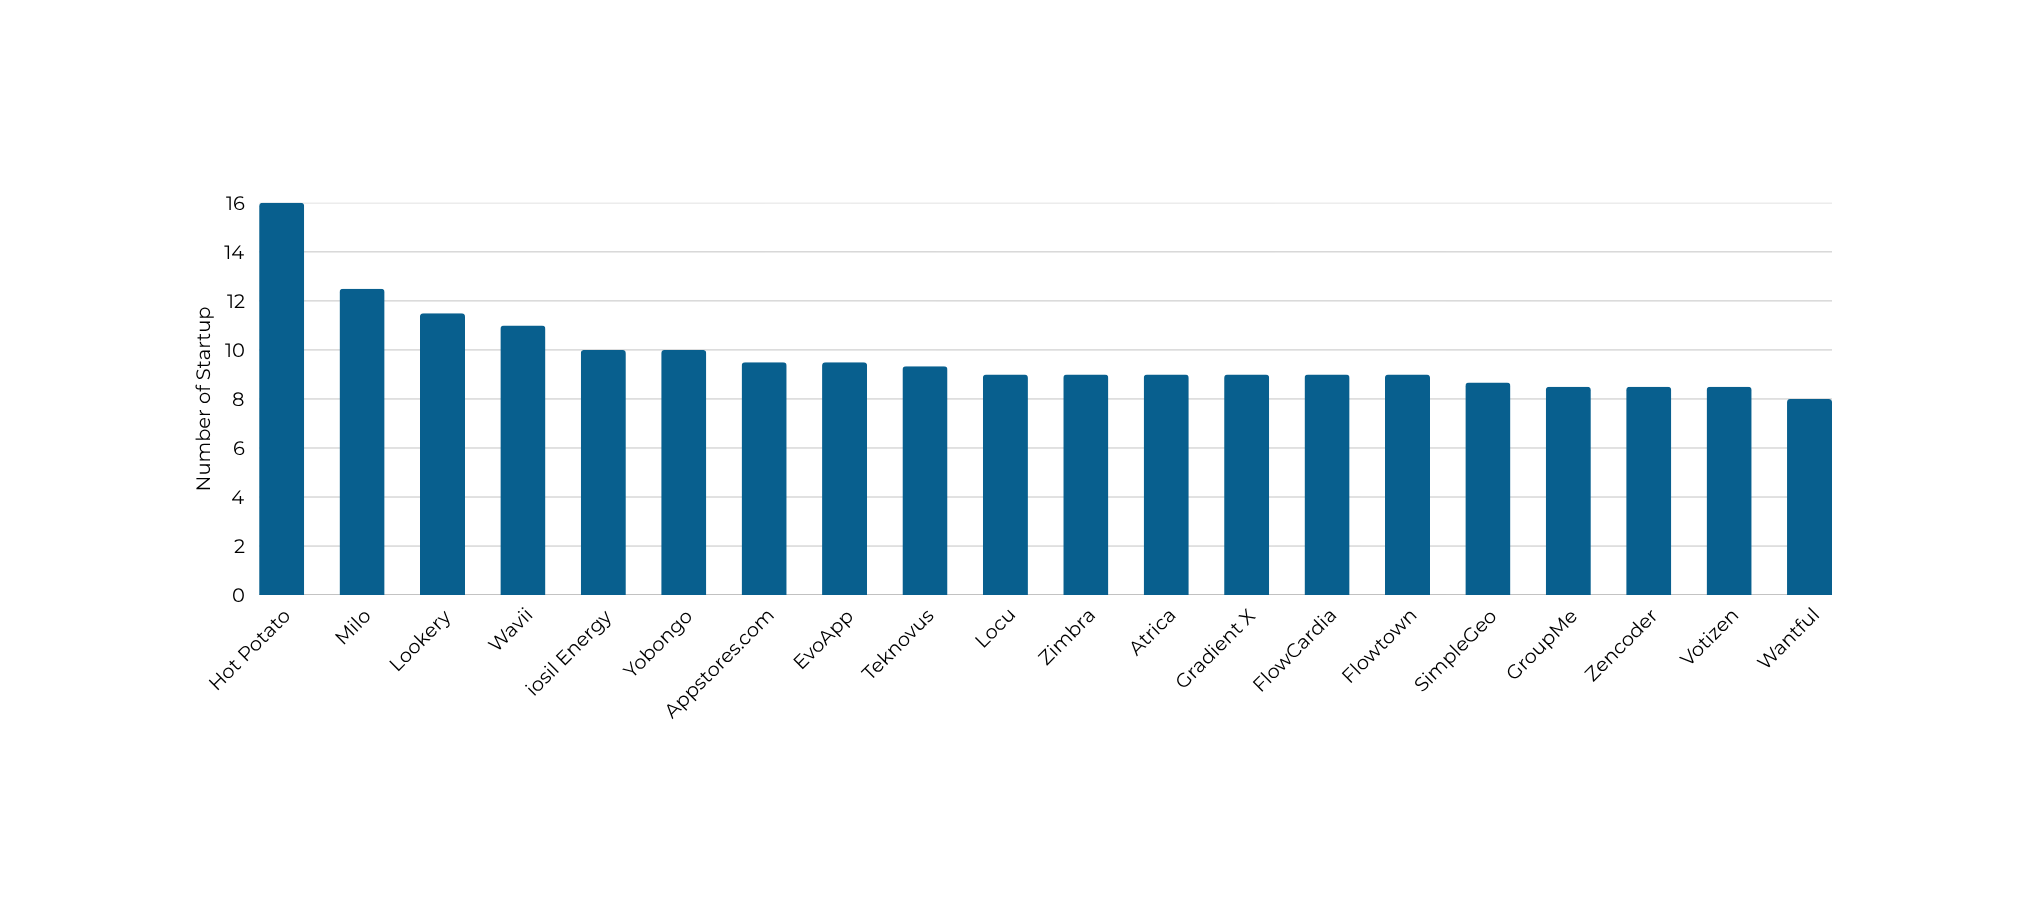 Number of Startup
16
14
12
10
8
6
4
2
0
Hot Potato
Milo
Lookery
Wavii
iosil Energy
Yobongo
Appstores.com
EvoApp
Teknovus
Locu
Zimbra
Atrica
Gradient X
FlowCardia
Flowtown
SimpleGeo
GroupMe
Zencoder
Votizen
Wantful